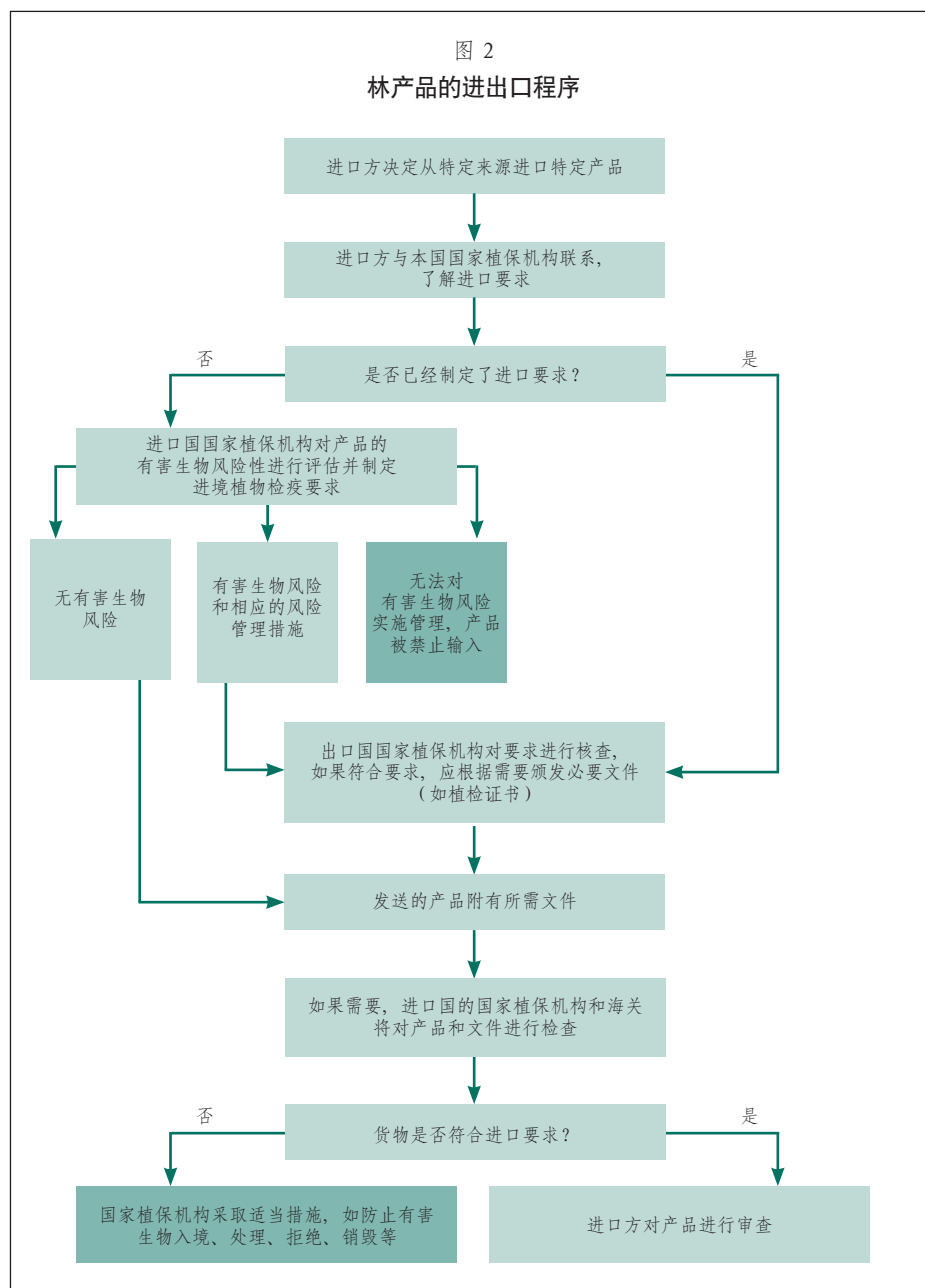 图 2
林产品的进出口程序
进口方决定从特定来源进口特定产品
进口方与本国国家植保机构联系，
了解进口要求
否
是否已经制定了进口要求？
是
进口国国家植保机构对产品的
有害生物风险性进行评估并制定
进境植物检疫要求
无有害生物
风险
有害生物风险
和相应的风险
管理措施
无法对
有害生物风险
实施管理，产品
被禁止输入
出口国国家植保机构对要求进行核查，
如果符合要求，应根据需要颁发必要文件
（如植检证书）
发送的产品附有所需文件
如果需要，进口国的国家植保机构和海关
将对产品和文件进行检查
否
货物是否符合进口要求？
是
国家植保机构采取适当措施，如防止有害
生物入境、处理、拒绝、销毁等
进口方对产品进行审查